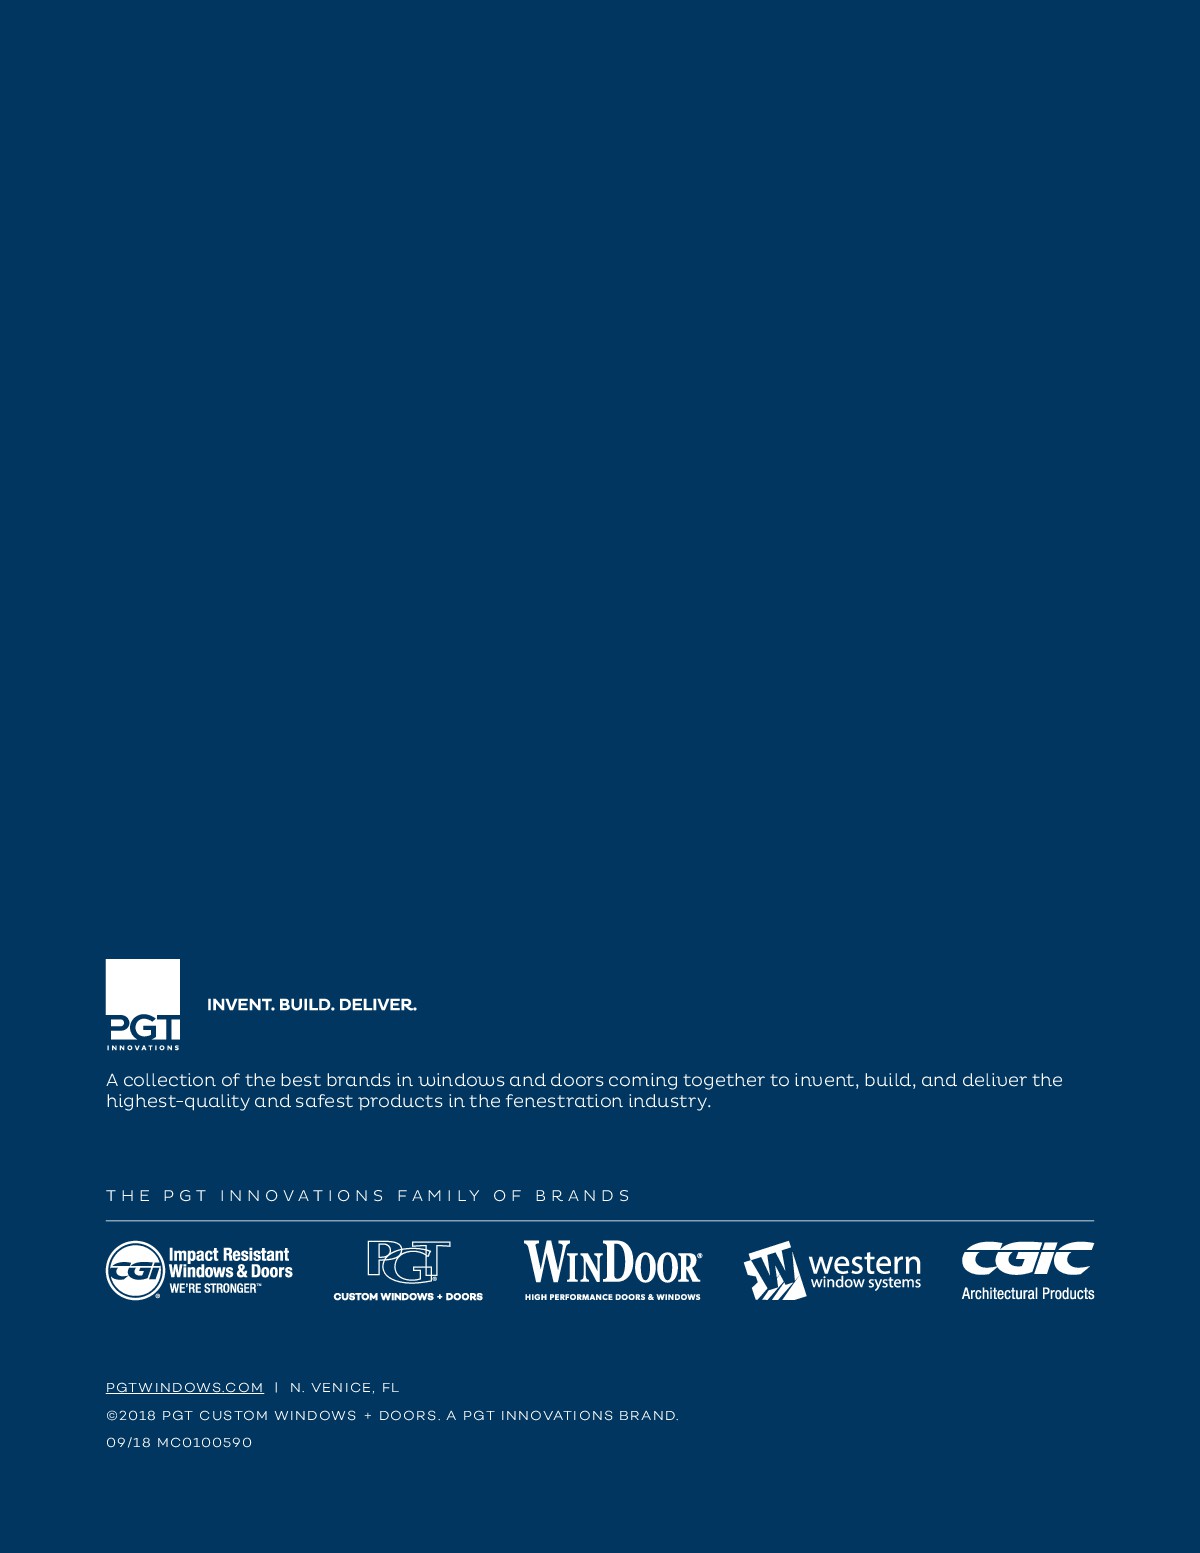 PGT
INNOVATIONS
INVENT. BUILD. DELIVER.
A collection of the best brands in windows and doors coming together to invent, build, and deliver the
highest-quality and safest products in the fenestration industry.
THE PGT INNOVATIONS FAMILY OF BRANDS
CGI®
Impact Resistant
Windows & Doors
WE'RE STRONGER™
PGT®
CUSTOM WINDOWS + DOORS
WINDOOR®
HIGH PERFORMANCE DOORS & WINDOWS
W
western
window systems
CGIC
Architectural Products
PGTWINDOWS.COM | N. VENICE, FL
©2018 PGT CUSTOM WINDOWS + DOORS. A PGT INNOVATIONS BRAND.
09/18 MC0100590